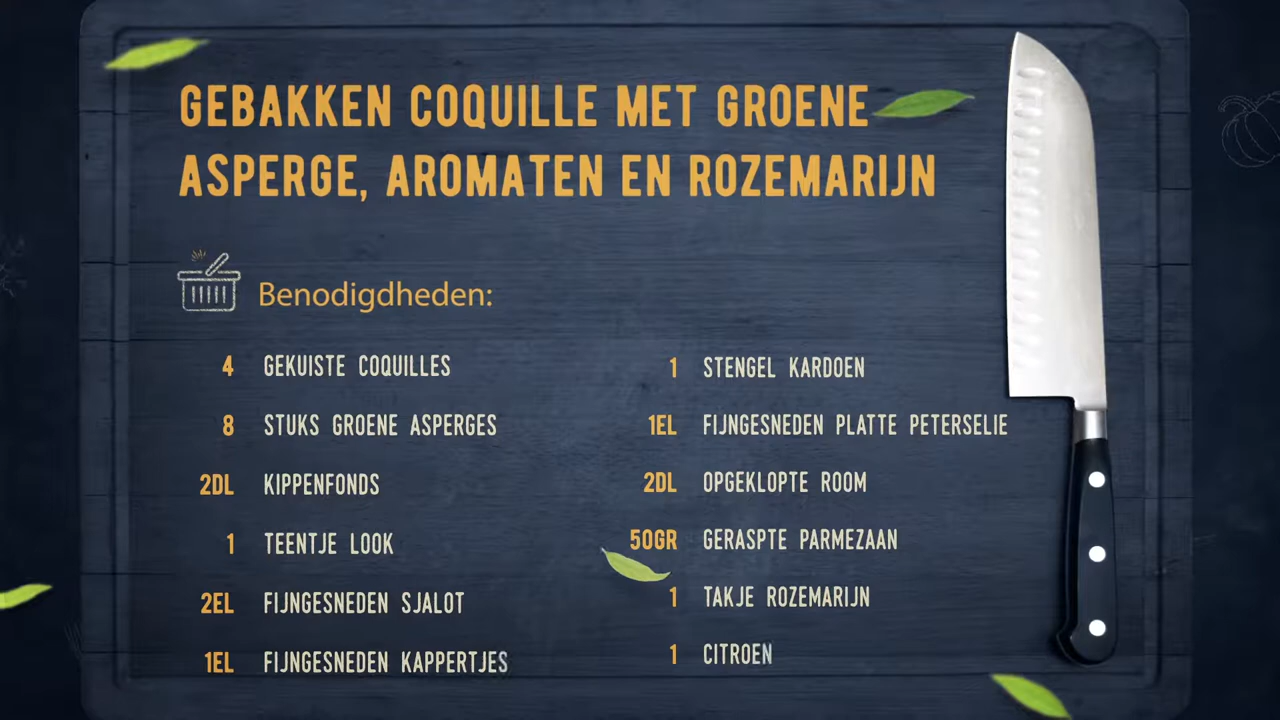 GEBAKKEN COQUILLE MET GROENE
ASPERGE, AROMATEN EN ROZEMARIJN
Benodigdheden:
4 GEKUISTE COQUILLES
8 STUKS GROENE ASPERGES
2DL KIPPENFONDS
1 TEENTJE LOOK
2EL FIJNGESNEDEN SJALOT
1EL FIJNGESNEDEN KAPPERTJES
1 STENGEL KARDOEN
1EL FIJNGESNEDEN PLATTE PETERSELIE
2DL OPGEKLOPTE ROOM
50GR GERASPTE PARMEZAAN
1 TAKJE ROZEMARIJN
1 CITROEN